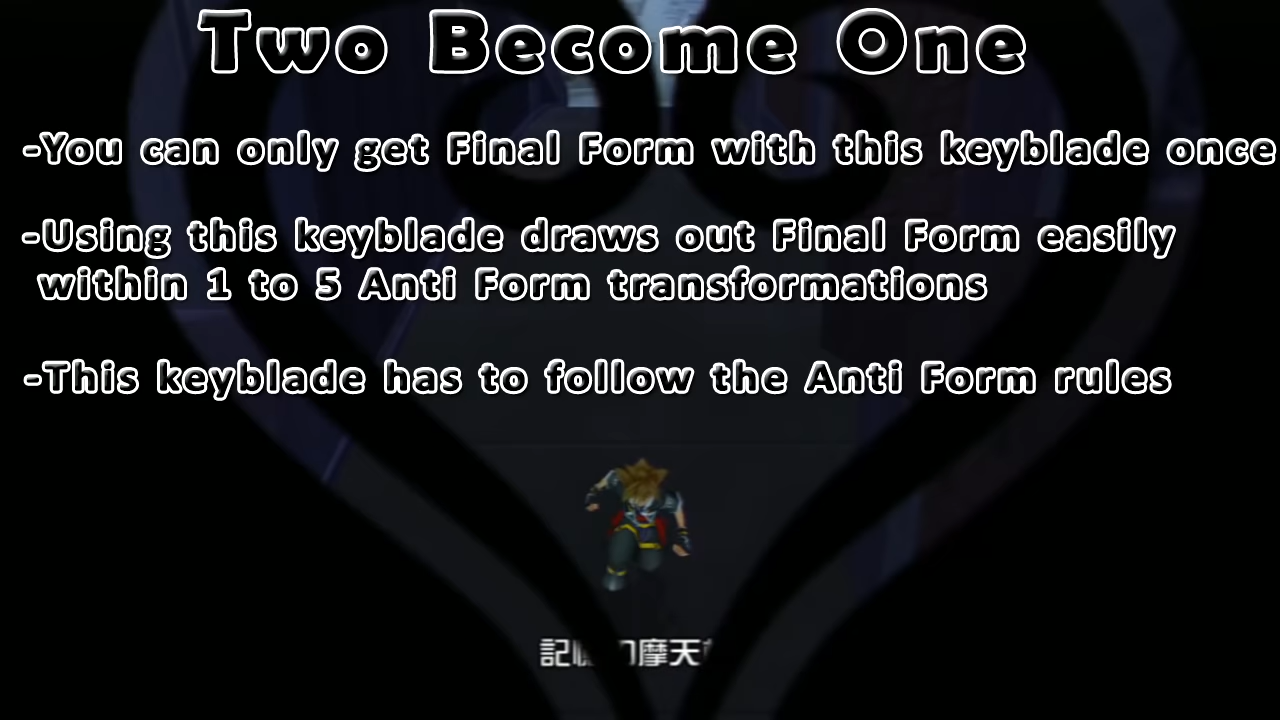 Two Become One
-You can only get Final Form with this keyblade once
-Using this keyblade draws out Final Form easily
within 1 to 5 Anti Form transformations
-This keyblade has to follow the Anti Form rules
記 摩天